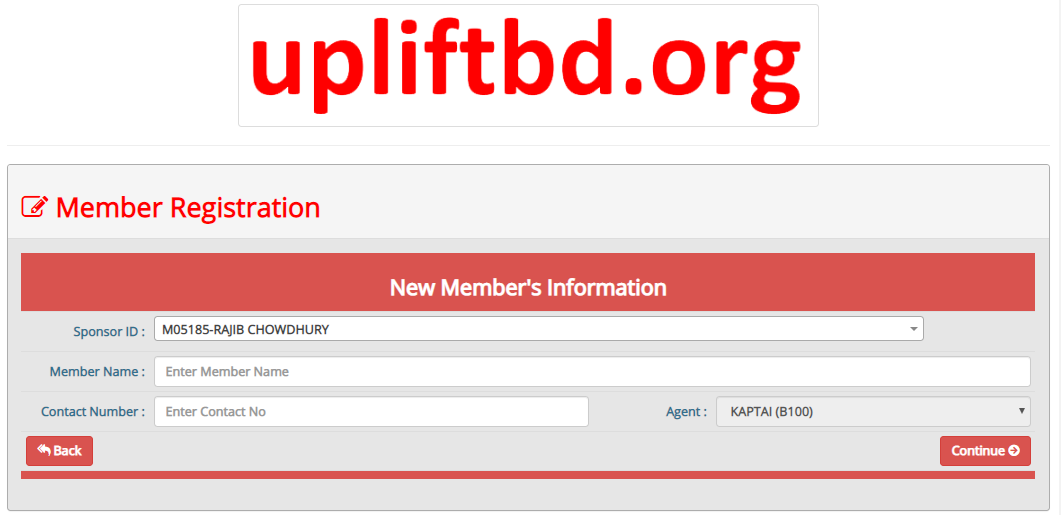 upliftbd.org
Member Registration
New Member's Information
Sponsor ID : M05185-RAJIB CHOWDHURY
Member Name : Enter Member Name
Contact Number : Enter Contact No Agent : KAPTAI (B100)
Back Continue